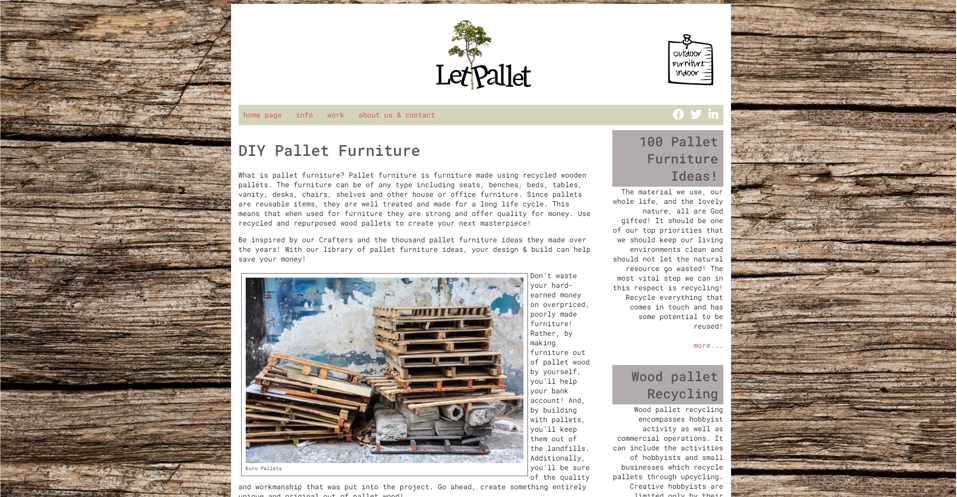 Let Pallet
outdoor
furniture
indoor
home page info work about us & contact
DIY Pallet Furniture
What is pallet furniture? Pallet furniture is furniture made using recycled wooden
pallets. The furniture can be of any type including seats, benches, beds, tables,
vanity, desks, chairs, shelves and other house or office furniture. Since pallets
are reusable items, they are well treated and made for a long life cycle. This
means that when used for furniture they are strong and offer quality for money. Use
recycled and repurposed wood pallets to create your next masterpiece!
Be inspired by our Crafters and the thousand pallet furniture ideas they made over
the years! With our library of pallet furniture ideas, your design & build can help
save your money!
Don't waste
your hard-
earned money
on overpriced,
poorly made
furniture!
Rather, by
making
furniture out
of pallet wood
by yourself,
you'll help
your bank
account! And,
by building
with pallets,
you'll keep
them out of
the landfills.
Additionally,
you'll be sure
of the quality
Euro Pallets
and workmanship that was put into the project. Go ahead, create something entirely
unique and original out of pallet wood!
100 Pallet
Furniture
Ideas!
The material we use, our
whole life, and the lovely
nature, all are God
gifted! It should be one
of our top priorities that
we should keep our living
environments clean and
should not let the natural
resource go wasted! The
most vital step we can in
this respect is recycling!
Recycle everything that
comes in touch and has
some potential to be
reused!
more...
Wood pallet
Recycling
Wood pallet recycling
encompasses hobbyist
activity as well as
commercial operations. It
can include the activities
of hobbyists and small
businesses which recycle
pallets through upcycling.
Creative hobbyists are
limited only by their